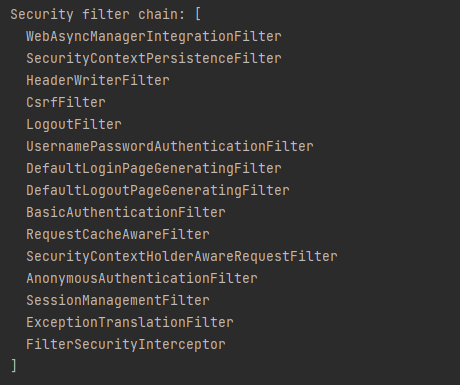 Security filter chain: [
  WebAsyncManagerIntegrationFilter
  SecurityContextPersistenceFilter
  HeaderWriterFilter
  CsrfFilter
  LogoutFilter
  UsernamePasswordAuthenticationFilter
  DefaultLoginPageGeneratingFilter
  DefaultLogoutPageGeneratingFilter
  BasicAuthenticationFilter
  RequestCacheAwareFilter
  SecurityContextHolderAwareRequestFilter
  AnonymousAuthenticationFilter
  SessionManagementFilter
  ExceptionTranslationFilter
  FilterSecurityInterceptor
]